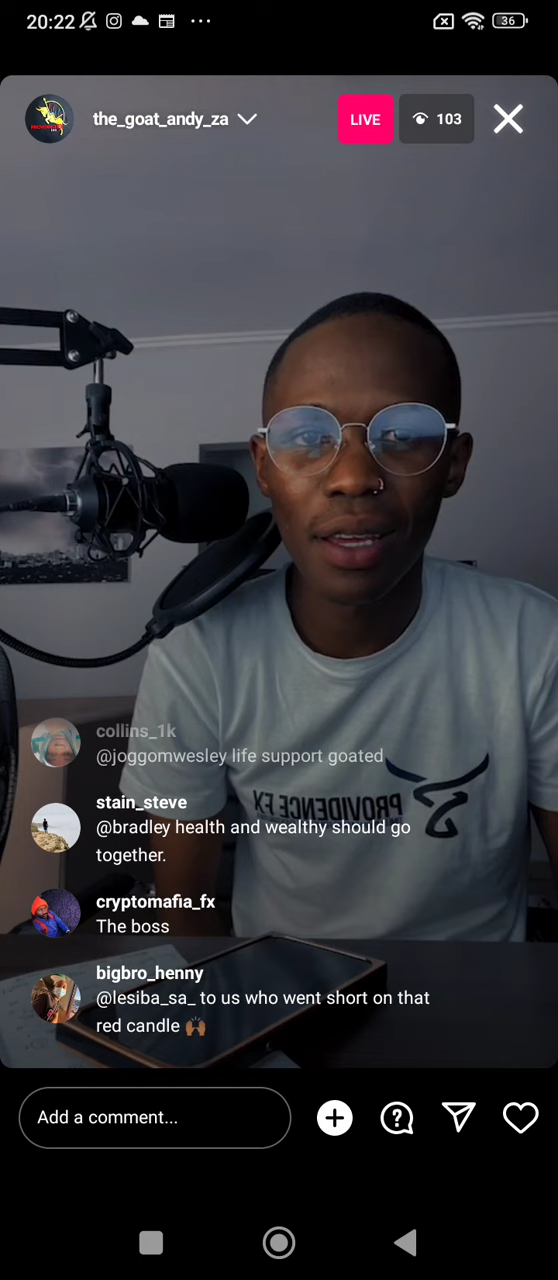 20:22
36
the_goat_andy_za
LIVE
103
collins_1k
@joggomwesley life support goated
PROVIDENCE FX
stain_steve
@bradley health and wealthy should go
together.
cryptomafia_fx
The boss
bigbro_henny
@lesiba_sa_ to us who went short on that
red candle 🙌🏾
Add a comment...